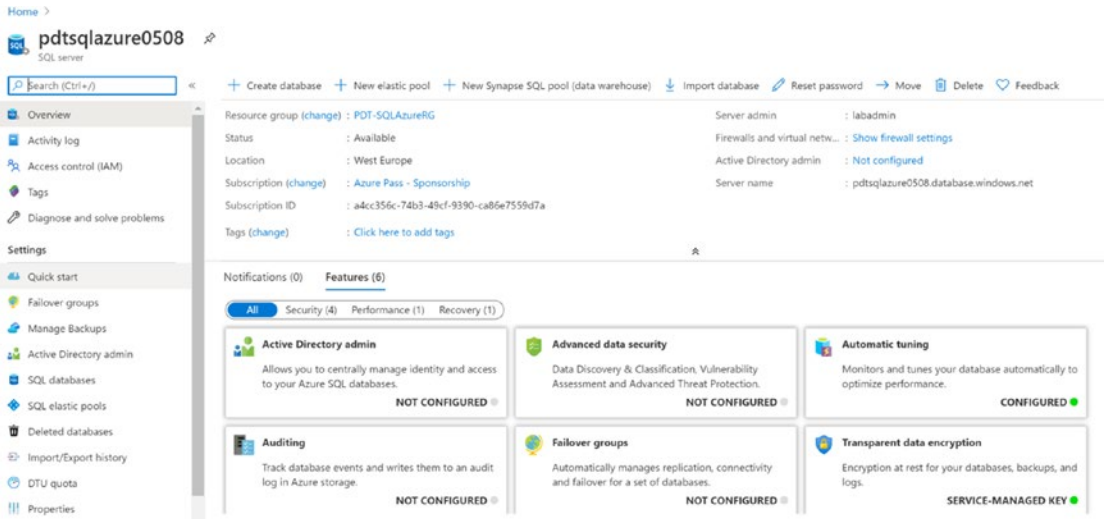 Home >
pdtsqlazure0508
SQL server
Search (Ctrl+/)
«
Overview
Activity log
Access control (IAM)
Tags
Diagnose and solve problems
Settings
Quick start
Failover groups
Manage Backups
Active Directory admin
SQL databases
SQL elastic pools
Deleted databases
Import/Export history
DTU quota
Properties
+ Create database + New elastic pool + New Synapse SQL pool (data warehouse) Import database Reset password Move Delete Feedback
Resource group (change) : PDT-SQLAzureRG
Status : Available
Location : West Europe
Subscription (change) : Azure Pass - Sponsorship
Subscription ID : a4cc356c-74b3-49cf-9390-ca86e7559d7a
Tags (change) : Click here to add tags
Server admin : labadmin
Firewalls and virtual netw... : Show firewall settings
Active Directory admin : Not configured
Server name : pdtsqlazure0508.database.windows.net
Notifications (0) Features (6)
All Security (4) Performance (1) Recovery (1)
Active Directory admin
Allows you to centrally manage identity and access
to your Azure SQL databases.
NOT CONFIGURED
Advanced data security
Data Discovery & Classification, Vulnerability
Assessment and Advanced Threat Protection.
NOT CONFIGURED
Automatic tuning
Monitors and tunes your database automatically to
optimize performance.
CONFIGURED
Auditing
Track database events and writes them to an audit
log in Azure storage.
NOT CONFIGURED
Failover groups
Automatically manages replication, connectivity
and failover for a set of databases.
NOT CONFIGURED
Transparent data encryption
Encryption at rest for your databases, backups, and
logs.
SERVICE-MANAGED KEY